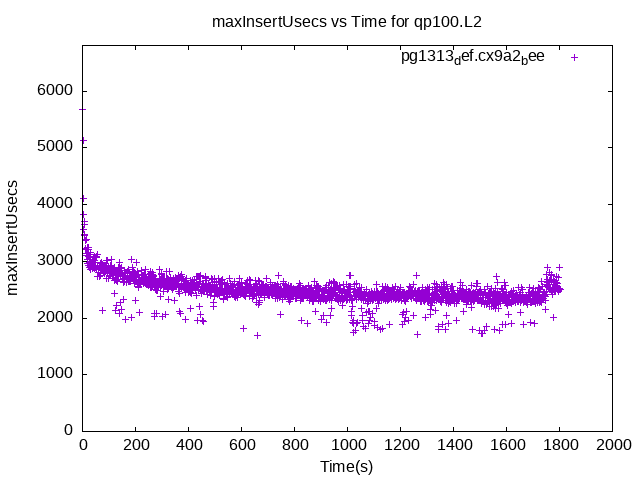 maxInsertUsecs vs Time for qp100.L2
pg1313def.cx9a2bee
6000
5000
4000
3000
2000
1000
0
maxInsertUsecs
0 200 400 600 800 1000 1200 1400 1600 1800 2000
Time(s)